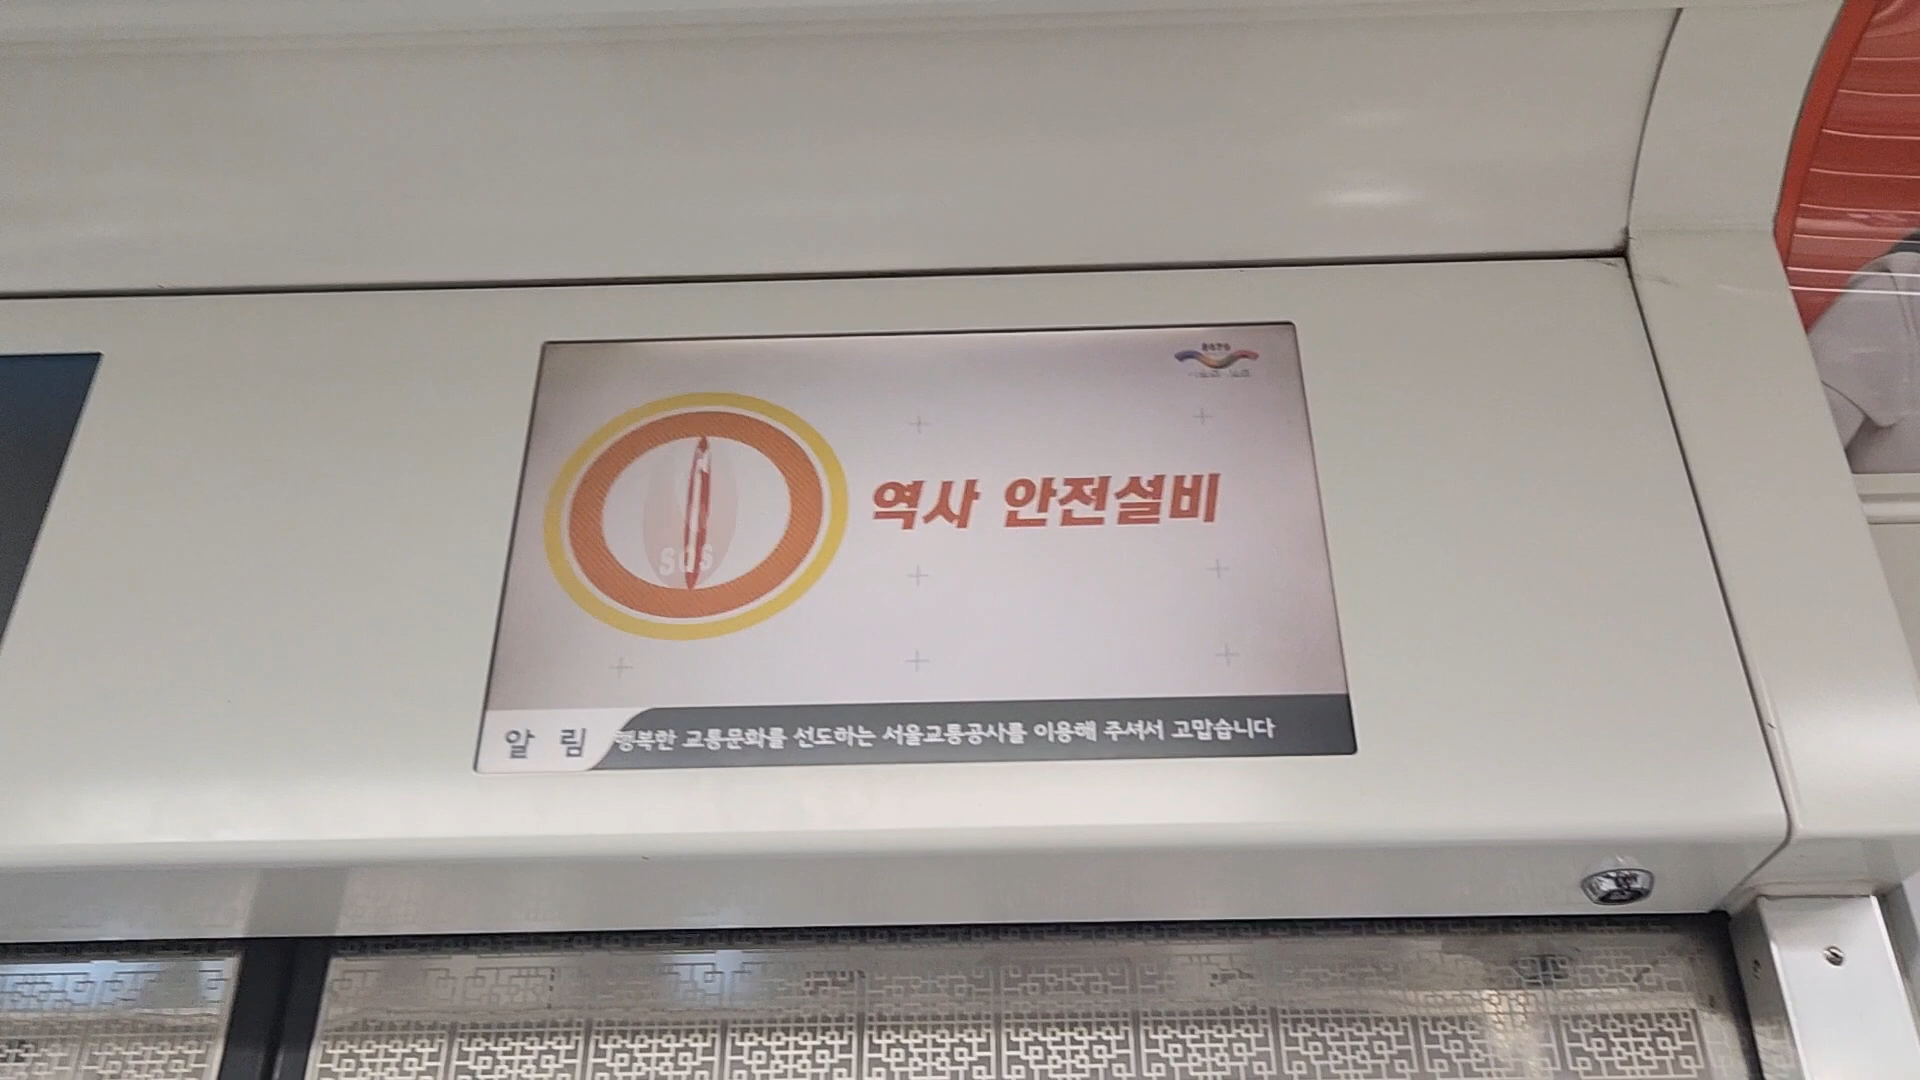 역사 안전설비
SOS
알 림
행복한 교통문화를 선도하는 서울교통공사를 이용해 주셔서 고맙습니다